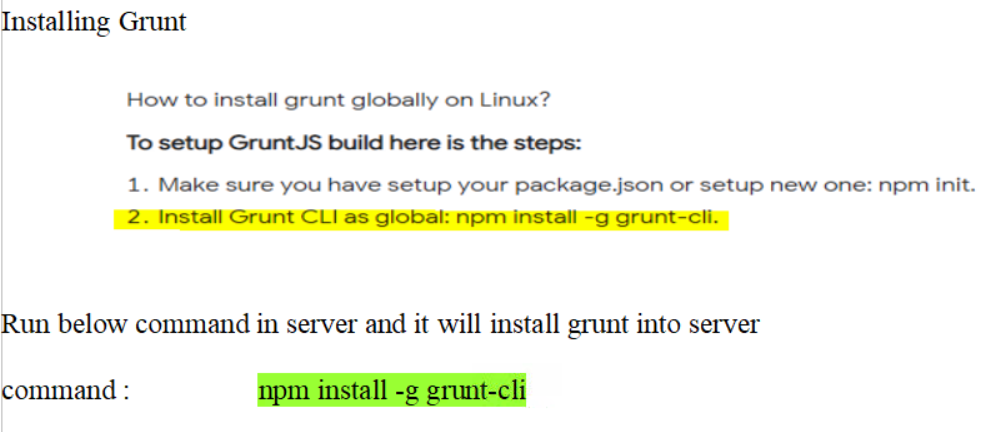 Installing Grunt
How to install grunt globally on Linux?
To setup GruntJS build here is the steps:
1. Make sure you have setup your package.json or setup new one: npm init.
2. Install Grunt CLI as global: npm install -g grunt-cli.
Run below command in server and it will install grunt into server
command : npm install -g grunt-cli